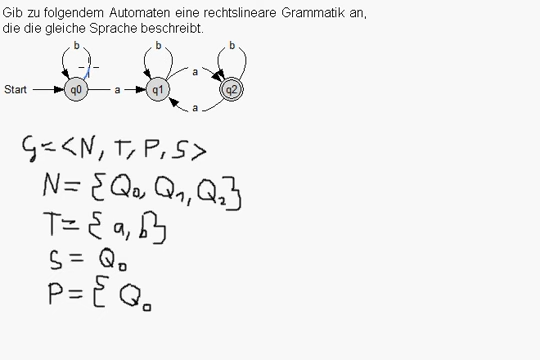 Gib zu folgendem Automaten eine rechtslineare Grammatik an,
die die gleiche Sprache beschreibt.
b b b
a
Start q0 a q1 q2
a
G=<N, T, P, S>
N={Q₀, Q₁, Q₂}
T={a, b}
S = Q₀
P={ Q₀